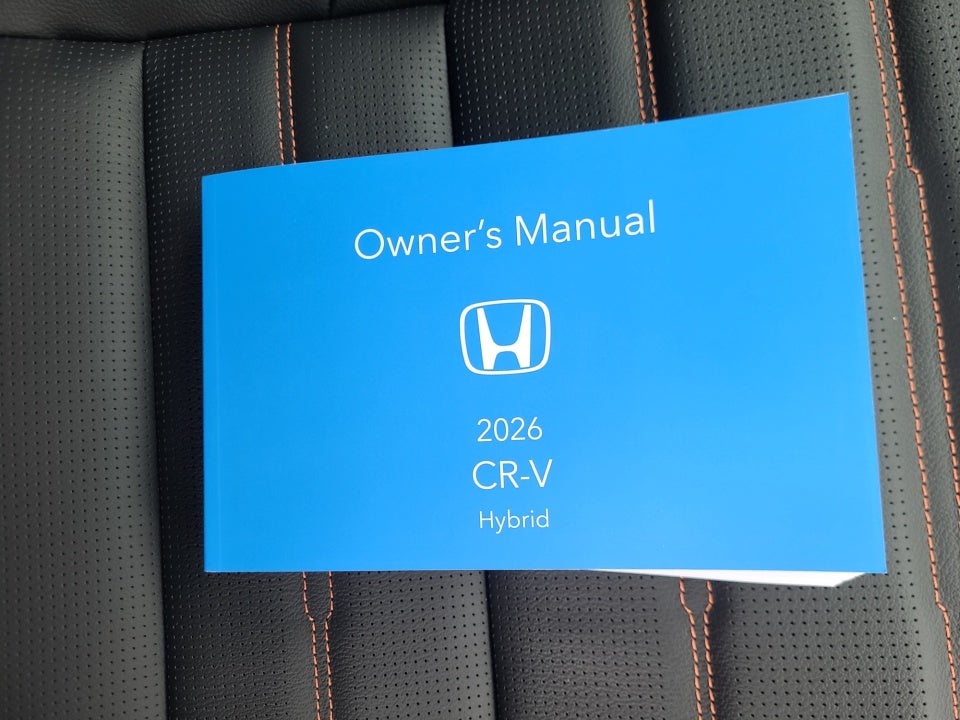 Owner's Manual
2026
CR-V
Hybrid